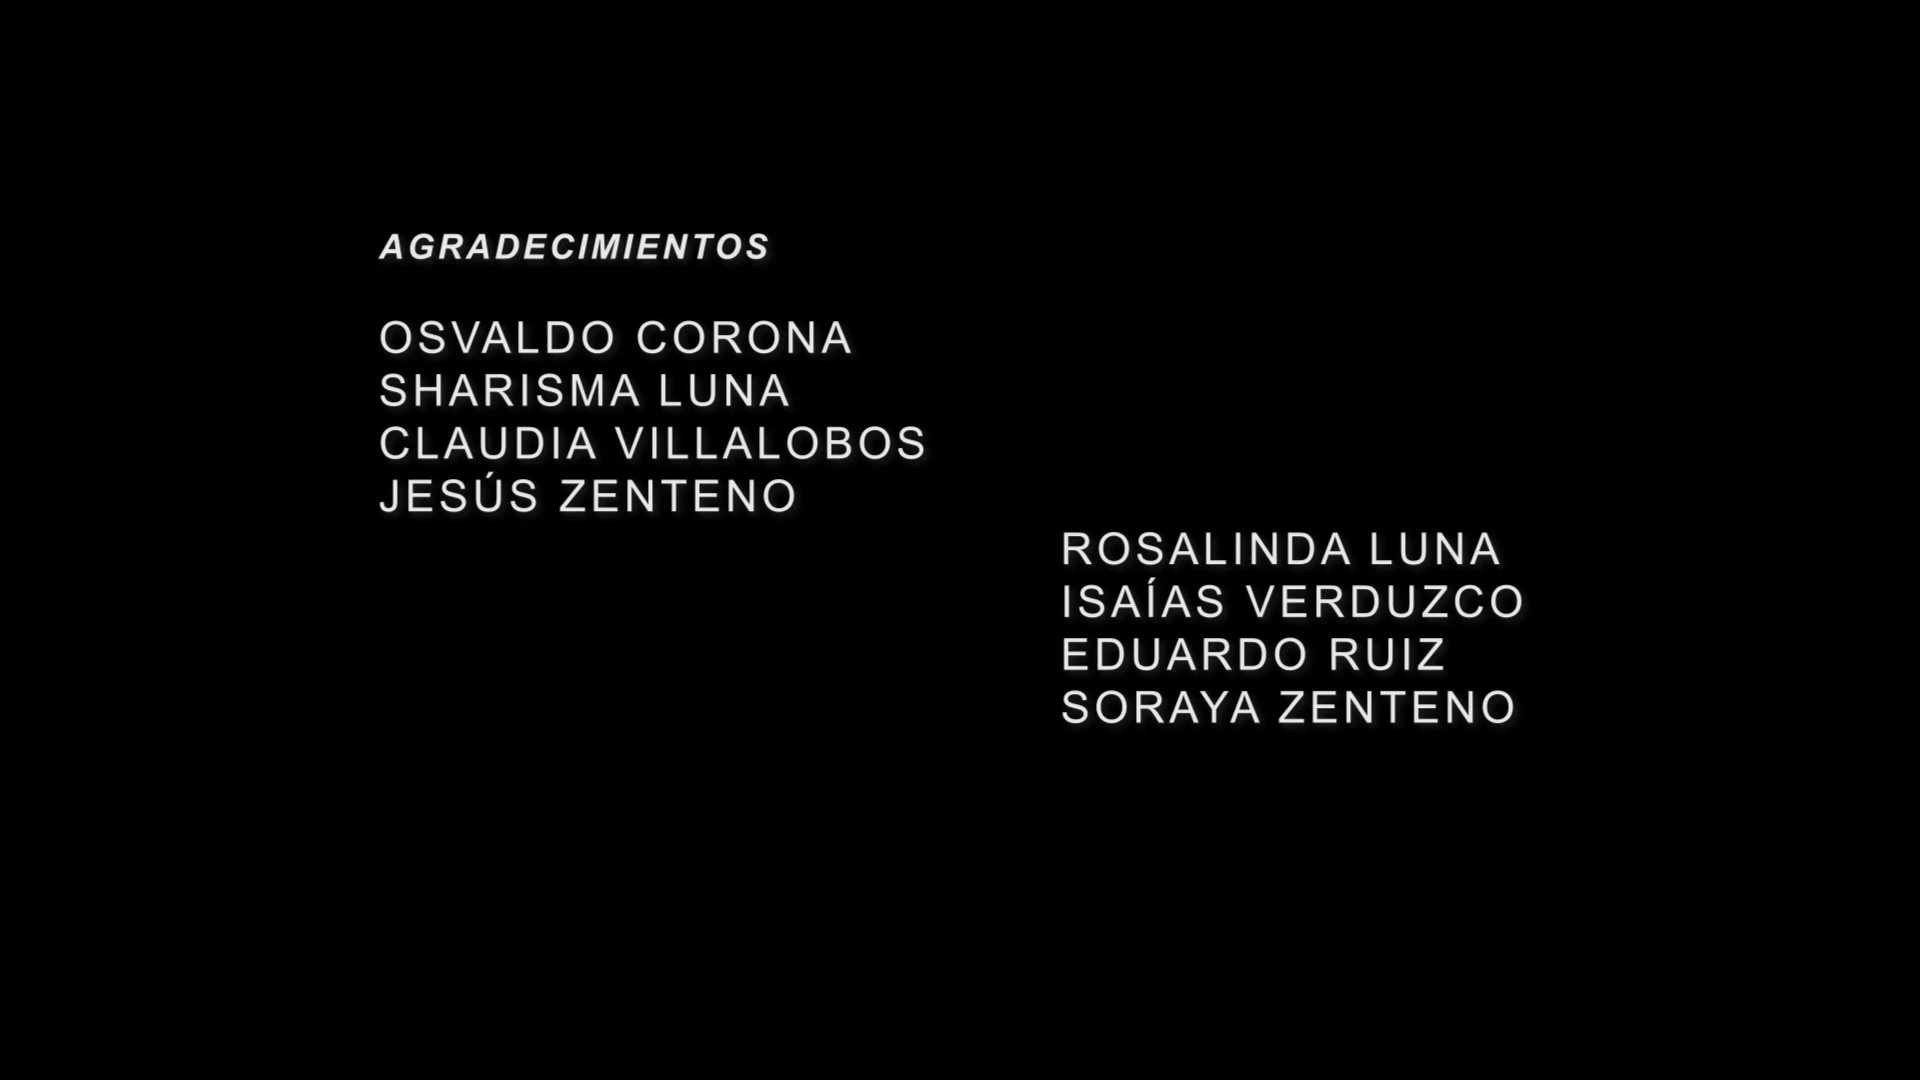 AGRADECIMIENTOS
OSVALDO CORONA
SHARISMA LUNA
CLAUDIA VILLALOBOS
JESÚS ZENTENO
ROSALINDA LUNA
ISAÍAS VERDUZCO
EDUARDO RUIZ
SORAYA ZENTENO